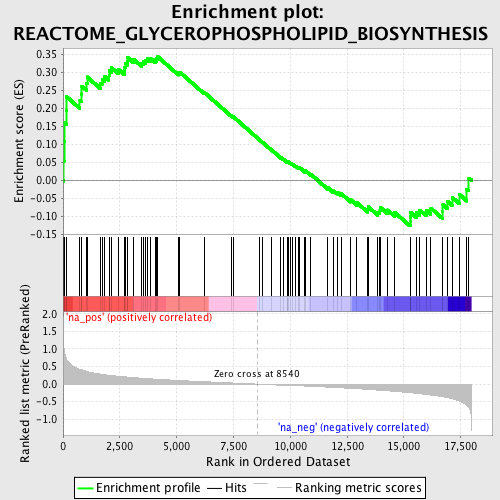 Enrichment plot:
REACTOME_GLYCEROPHOSPHOLIPID_BIOSYNTHESIS
Enrichment score (ES)
0.35
0.30
0.25
0.20
0.15
0.10
0.05
0.00
-0.05
-0.10
-0.15
'na_pos' (positively correlated)
Ranked list metric (PreRanked)
2.0
1.5
1.0
0.5
0.0
-0.5
-1.0
Zero cross at 8540
'na_neg' (negatively correlated)
0
2,500
5,000
7,500
10,000
12,500
15,000
17,500
Rank in Ordered Dataset
Enrichment profile
Hits
Ranking metric scores